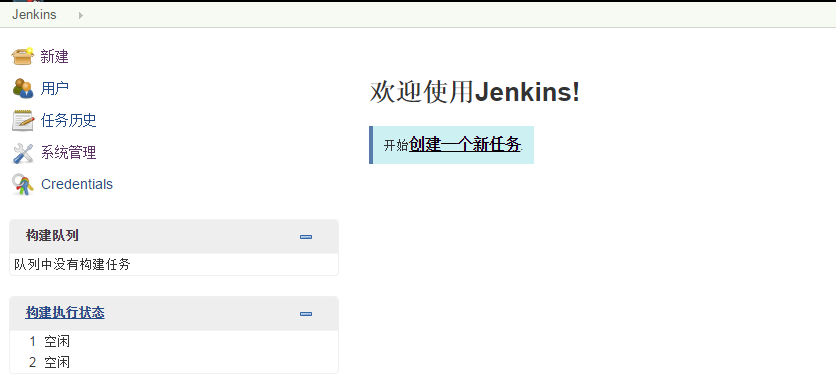 Jenkins
新建
用户
任务历史
系统管理
Credentials
构建队列
队列中没有构建任务
构建执行状态
1 空闲
2 空闲
欢迎使用Jenkins!
开始创建一个新任务.